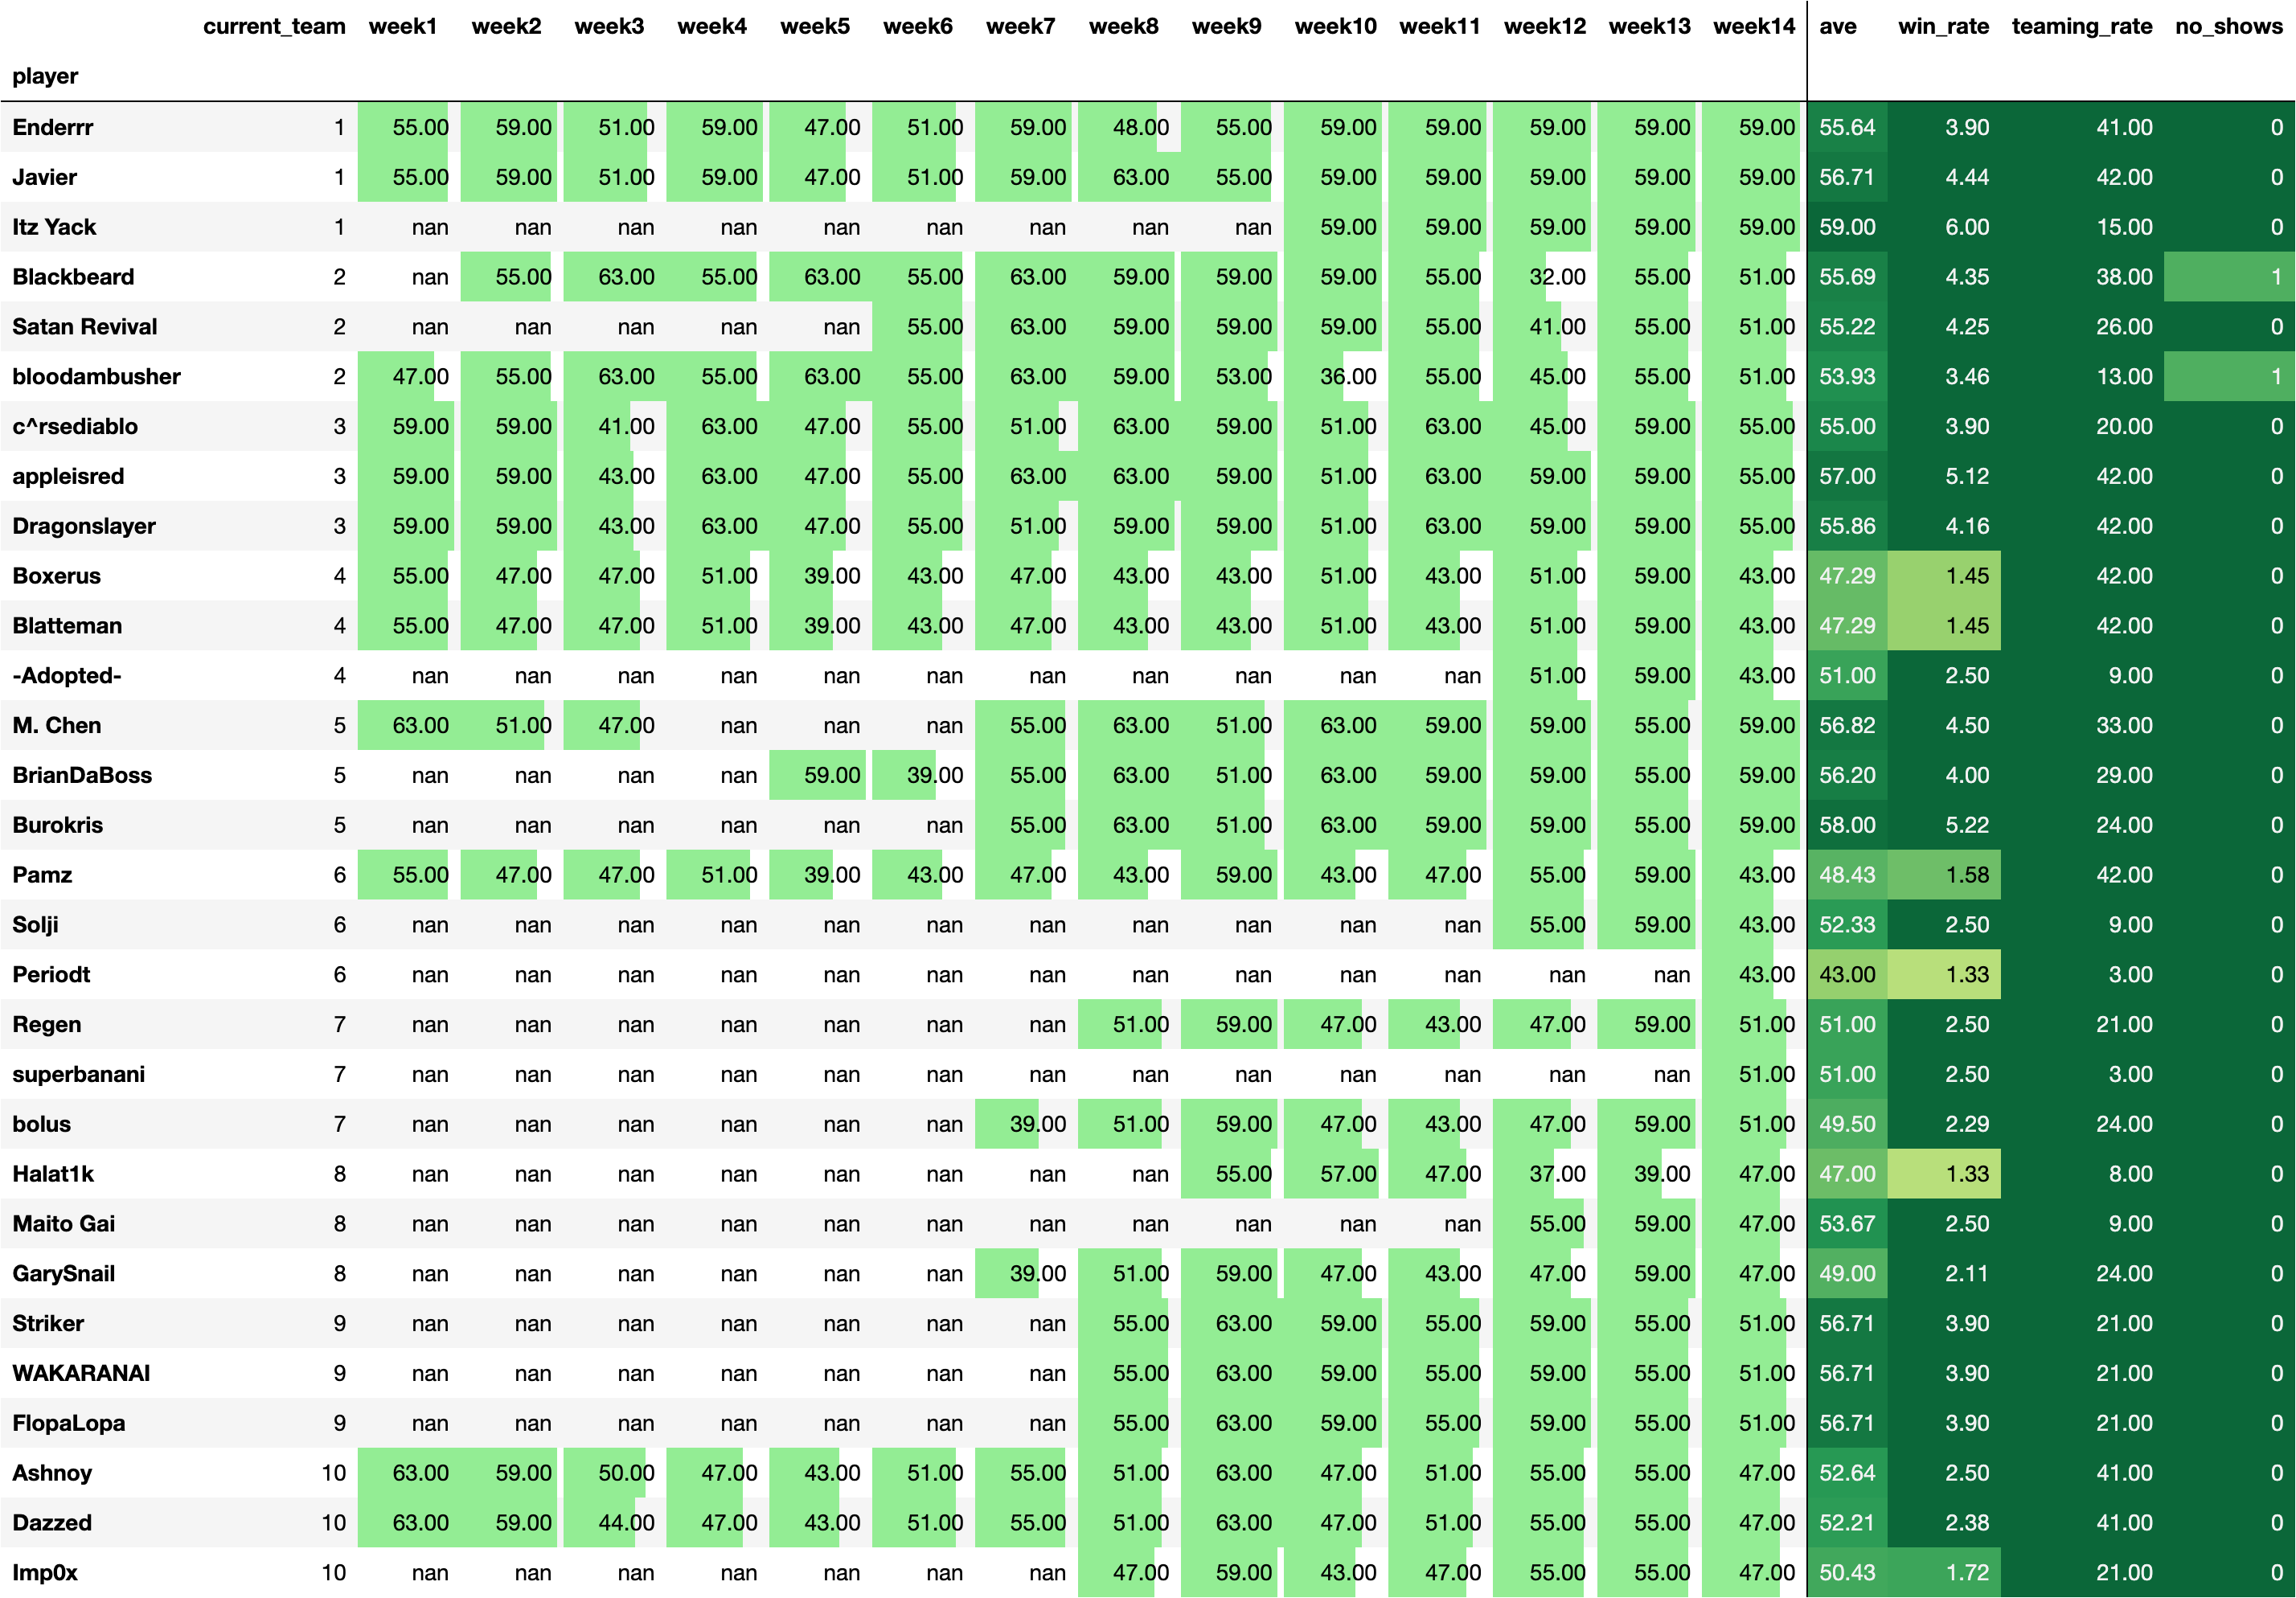 current_team week1 week2 week3 week4 week5 week6 week7 week8 week9 week10 week11 week12 week13 week14 ave win_rate teaming_rate no_shows
player
Enderrr 1 55.00 59.00 51.00 59.00 47.00 51.00 59.00 48.00 55.00 59.00 59.00 59.00 59.00 59.00 55.64 3.90 41.00 0
Javier 1 55.00 59.00 51.00 59.00 47.00 51.00 59.00 63.00 55.00 59.00 59.00 59.00 59.00 59.00 56.71 4.44 42.00 0
Itz Yack 1 nan nan nan nan nan nan nan nan nan 59.00 59.00 59.00 59.00 59.00 59.00 6.00 15.00 0
Blackbeard 2 nan 55.00 63.00 55.00 63.00 55.00 63.00 59.00 59.00 59.00 55.00 32.00 55.00 51.00 55.69 4.35 38.00 1
Satan Revival 2 nan nan nan nan nan 55.00 63.00 59.00 59.00 59.00 55.00 41.00 55.00 51.00 55.22 4.25 26.00 0
bloodambusher 2 47.00 55.00 63.00 55.00 63.00 55.00 63.00 59.00 53.00 36.00 55.00 45.00 55.00 51.00 53.93 3.46 13.00 1
c^rsediablo 3 59.00 59.00 41.00 63.00 47.00 55.00 51.00 63.00 59.00 51.00 63.00 45.00 59.00 55.00 55.00 3.90 20.00 0
appleisred 3 59.00 59.00 43.00 63.00 47.00 55.00 63.00 63.00 59.00 51.00 63.00 59.00 59.00 55.00 57.00 5.12 42.00 0
Dragonslayer 3 59.00 59.00 43.00 63.00 47.00 55.00 51.00 59.00 59.00 51.00 63.00 59.00 59.00 55.00 55.86 4.16 42.00 0
Boxerus 4 55.00 47.00 47.00 51.00 39.00 43.00 47.00 43.00 43.00 51.00 43.00 51.00 59.00 43.00 47.29 1.45 42.00 0
Blatteman 4 55.00 47.00 47.00 51.00 39.00 43.00 47.00 43.00 43.00 51.00 43.00 51.00 59.00 43.00 47.29 1.45 42.00 0
-Adopted- 4 nan nan nan nan nan nan nan nan nan nan nan 51.00 59.00 43.00 51.00 2.50 9.00 0
M. Chen 5 63.00 51.00 47.00 nan nan nan 55.00 63.00 51.00 63.00 59.00 59.00 55.00 59.00 56.82 4.50 33.00 0
BrianDaBoss 5 nan nan nan nan 59.00 39.00 55.00 63.00 51.00 63.00 59.00 59.00 55.00 59.00 56.20 4.00 29.00 0
Burokris 5 nan nan nan nan nan nan 55.00 63.00 51.00 63.00 59.00 59.00 55.00 59.00 58.00 5.22 24.00 0
Pamz 6 55.00 47.00 47.00 51.00 39.00 43.00 47.00 43.00 59.00 43.00 47.00 55.00 59.00 43.00 48.43 1.58 42.00 0
Solji 6 nan nan nan nan nan nan nan nan nan nan nan 55.00 59.00 43.00 52.33 2.50 9.00 0
Periodt 6 nan nan nan nan nan nan nan nan nan nan nan nan nan 43.00 43.00 1.33 3.00 0
Regen 7 nan nan nan nan nan nan nan 51.00 59.00 47.00 43.00 47.00 59.00 51.00 51.00 2.50 21.00 0
superbanani 7 nan nan nan nan nan nan nan nan nan nan nan nan nan 51.00 51.00 2.50 3.00 0
bolus 7 nan nan nan nan nan nan 39.00 51.00 59.00 47.00 43.00 47.00 59.00 51.00 49.50 2.29 24.00 0
Halat1k 8 nan nan nan nan nan nan nan nan 55.00 57.00 47.00 37.00 39.00 47.00 47.00 1.33 8.00 0
Maito Gai 8 nan nan nan nan nan nan nan nan nan nan nan 55.00 59.00 47.00 53.67 2.50 9.00 0
GarySnail 8 nan nan nan nan nan nan 39.00 51.00 59.00 47.00 43.00 47.00 59.00 47.00 49.00 2.11 24.00 0
Striker 9 nan nan nan nan nan nan nan 55.00 63.00 59.00 55.00 59.00 55.00 51.00 56.71 3.90 21.00 0
WAKARANAI 9 nan nan nan nan nan nan nan 55.00 63.00 59.00 55.00 59.00 55.00 51.00 56.71 3.90 21.00 0
FlopaLopa 9 nan nan nan nan nan nan nan 55.00 63.00 59.00 55.00 59.00 55.00 51.00 56.71 3.90 21.00 0
Ashnoy 10 63.00 59.00 50.00 47.00 43.00 51.00 55.00 51.00 63.00 47.00 51.00 55.00 55.00 47.00 52.64 2.50 41.00 0
Dazzed 10 63.00 59.00 44.00 47.00 43.00 51.00 55.00 51.00 63.00 47.00 51.00 55.00 55.00 47.00 52.21 2.38 41.00 0
Imp0x 10 nan nan nan nan nan nan nan 47.00 59.00 43.00 47.00 55.00 55.00 47.00 50.43 1.72 21.00 0